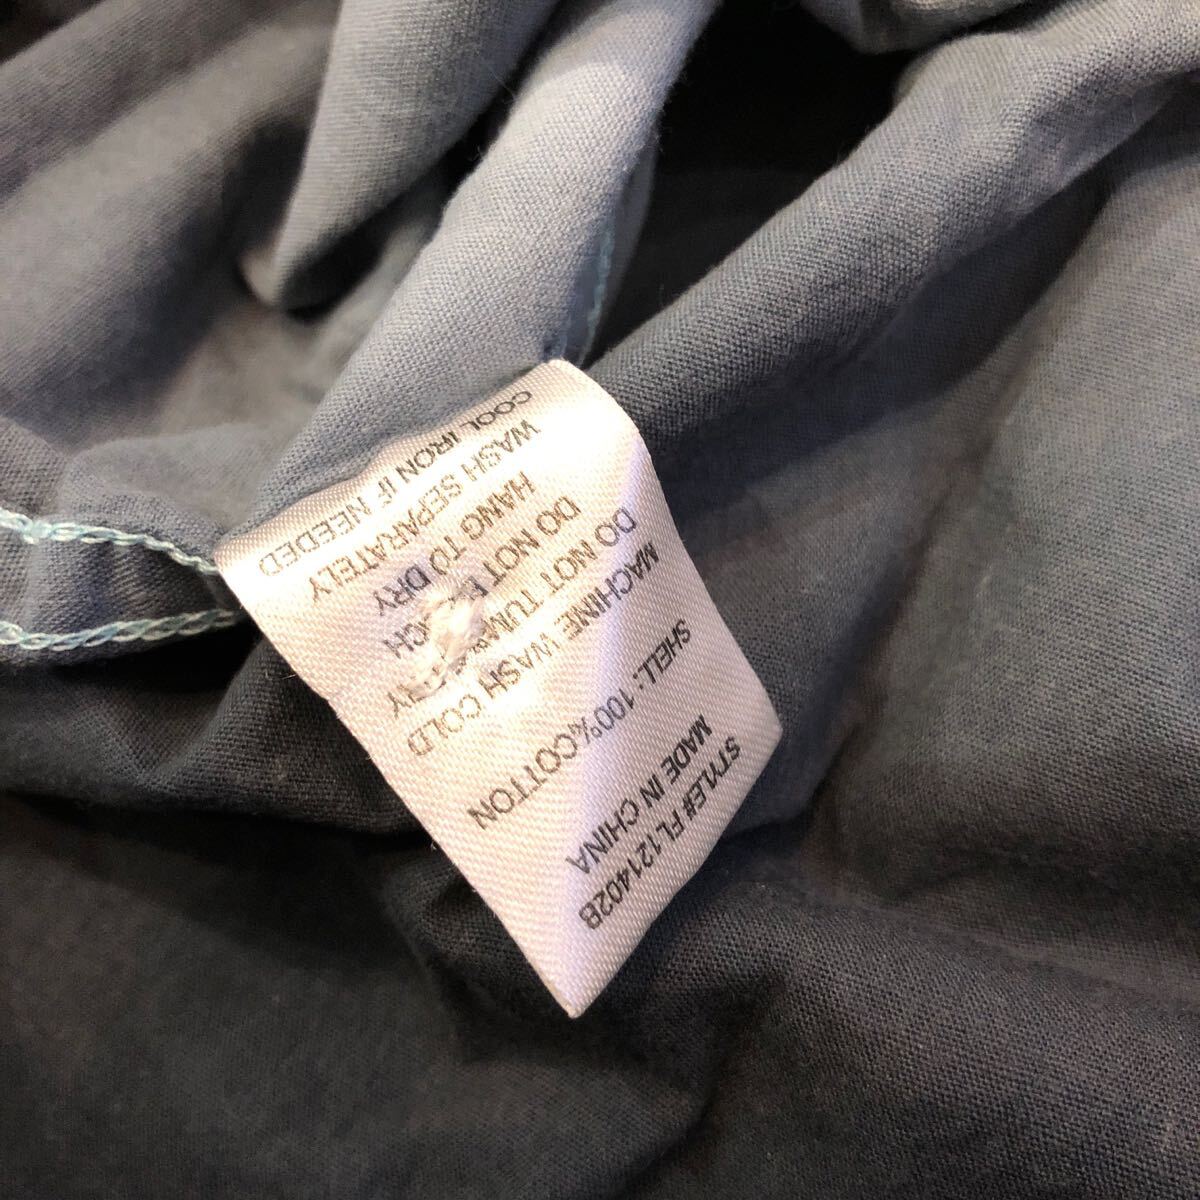 STYLE# FL121402B
MADE IN CHINA
SHELL: 100%COTTON
MACHINE WASH COLD
DO NOT TUMBLE DRY
DO NOT
HANG TO DRY
WASH SEPARATELY
COOL IRON IF NEEDED